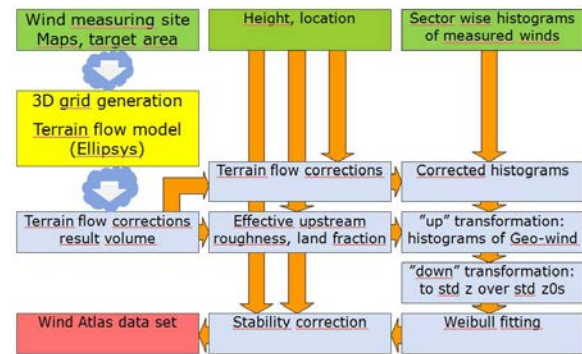 Wind measuring site
Maps, target area
Height, location
Sector wise histograms
of measured winds
3D grid generation
Terrain flow model
(Ellipsys)
Terrain flow corrections
Corrected histograms
Terrain flow corrections
result volume
Effective upstream
roughness, land fraction
"up" transformation:
histograms of Geo-wind
"down" transformation:
to std z over std z0s
Wind Atlas data set
Stability correction
Weibull fitting